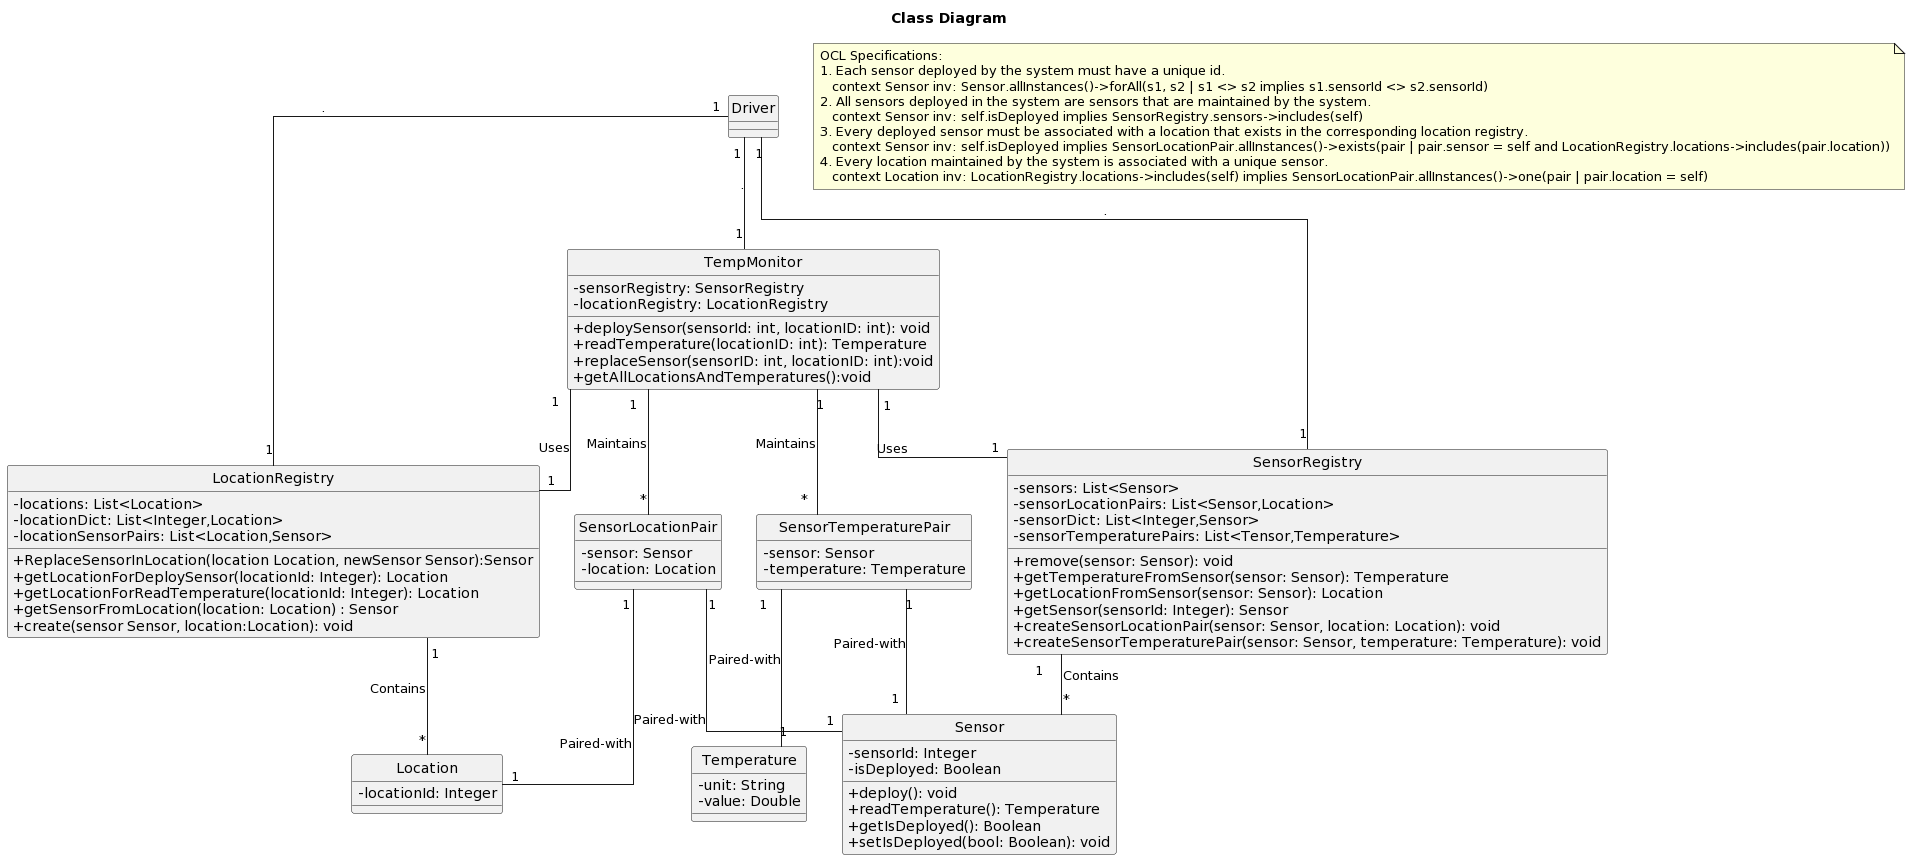 Class Diagram
OCL Specifications:
1. Each sensor deployed by the system must have a unique id.
context Sensor inv: Sensor.allInstances()->forAll(s1, s2 | s1 <> s2 implies s1.sensorId <> s2.sensorId)
2. All sensors deployed in the system are sensors that are maintained by the system.
context Sensor inv: self.isDeployed implies SensorRegistry.sensors->includes(self)
3. Every deployed sensor must be associated with a location that exists in the corresponding location registry.
context Sensor inv: self.isDeployed implies SensorLocationPair.allInstances()->exists(pair | pair.sensor = self and LocationRegistry.locations->includes(pair.location))
4. Every location maintained by the system is associated with a unique sensor.
context Location inv: LocationRegistry.locations->includes(self) implies SensorLocationPair.allInstances()->one(pair | pair.location = self)
. 1
Driver
1 1
.
.
1
TempMonitor
-sensorRegistry: SensorRegistry
-locationRegistry: LocationRegistry
+deploySensor(sensorId: int, locationID: int): void
+readTemperature(locationID: int): Temperature
+replaceSensor(sensorID: int, locationID: int):void
+getAllLocationsAndTemperatures():void
1 1 1 1
1 Uses Maintains Maintains Uses 1 1
1 * *
LocationRegistry
-locations: List<Location>
-locationDict: List<Integer,Location>
-locationSensorPairs: List<Location,Sensor>
+ReplaceSensorInLocation(location Location, newSensor Sensor):Sensor
+getLocationForDeploySensor(locationId: Integer): Location
+getLocationForReadTemperature(locationId: Integer): Location
+getSensorFromLocation(location: Location) : Sensor
+create(sensor Sensor, location:Location): void
SensorLocationPair
-sensor: Sensor
-location: Location
SensorTemperaturePair
-sensor: Sensor
-temperature: Temperature
SensorRegistry
-sensors: List<Sensor>
-sensorLocationPairs: List<Sensor,Location>
-sensorDict: List<Integer,Sensor>
-sensorTemperaturePairs: List<Tensor,Temperature>
+remove(sensor: Sensor): void
+getTemperatureFromSensor(sensor: Sensor): Temperature
+getLocationFromSensor(sensor: Sensor): Location
+getSensor(sensorId: Integer): Sensor
+createSensorLocationPair(sensor: Sensor, location: Location): void
+createSensorTemperaturePair(sensor: Sensor, temperature: Temperature): void
1 1 1 1
1 Paired-with Paired-with 1
Contains Contains
1 *
* Paired-with Paired-with 1 1
1
Location
-locationId: Integer
Temperature
-unit: String
-value: Double
Sensor
-sensorId: Integer
-isDeployed: Boolean
+deploy(): void
+readTemperature(): Temperature
+getIsDeployed(): Boolean
+setIsDeployed(bool: Boolean): void